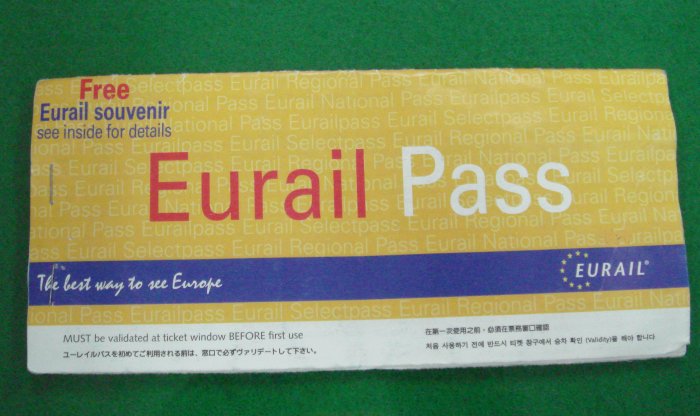 Free
Eurail souvenir
see inside for details
Eurail Pass
The best way to see Europe
EURAIL®
MUST be validated at ticket window BEFORE first use
ユーレイルパスを初めてご利用される前は、窓口で必ずヴァリデートして下さい。
在第一次使用之前，必須在票務窗口確認
처음 사용하기 전에 반드시 티켓 창구에서 승차 확인 (Validity)을 해야 합니다